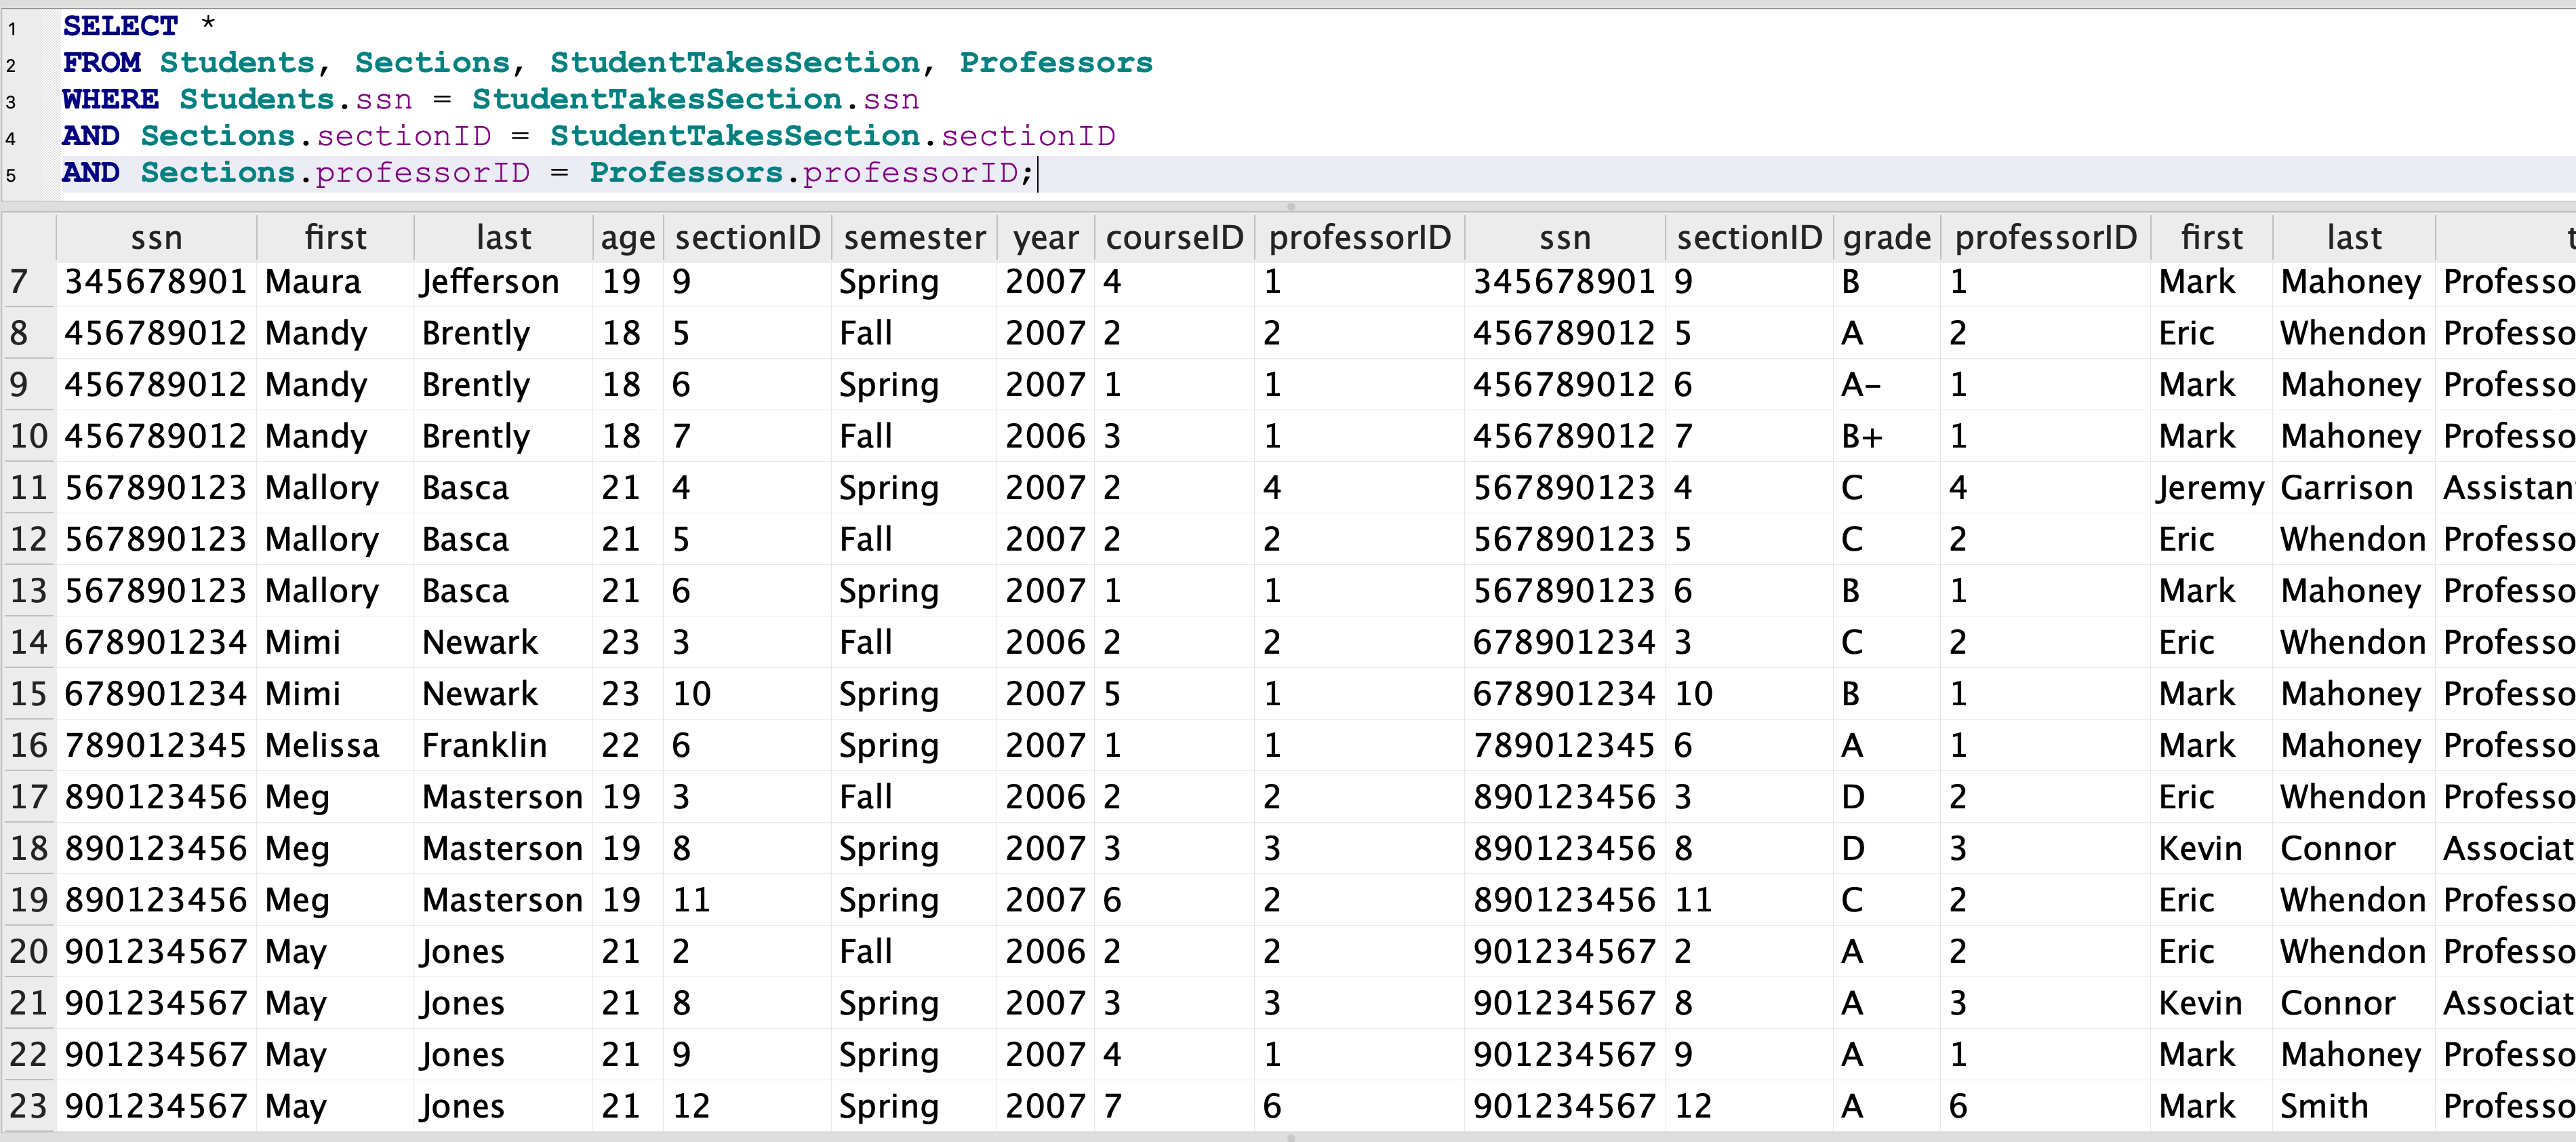 1 SELECT *
2 FROM Students, Sections, StudentTakesSection, Professors
3 WHERE Students.ssn = StudentTakesSection.ssn
4 AND Sections.sectionID = StudentTakesSection.sectionID
5 AND Sections.professorID = Professors.professorID;
ssn first last age sectionID semester year courseID professorID ssn sectionID grade professorID first last t
7 345678901 Maura Jefferson 19 9 Spring 2007 4 1 345678901 9 B 1 Mark Mahoney Professo
8 456789012 Mandy Brently 18 5 Fall 2007 2 2 456789012 5 A 2 Eric Whendon Professo
9 456789012 Mandy Brently 18 6 Spring 2007 1 1 456789012 6 A- 1 Mark Mahoney Professo
10 456789012 Mandy Brently 18 7 Fall 2006 3 1 456789012 7 B+ 1 Mark Mahoney Professo
11 567890123 Mallory Basca 21 4 Spring 2007 2 4 567890123 4 C 4 Jeremy Garrison Assistan
12 567890123 Mallory Basca 21 5 Fall 2007 2 2 567890123 5 C 2 Eric Whendon Professo
13 567890123 Mallory Basca 21 6 Spring 2007 1 1 567890123 6 B 1 Mark Mahoney Professo
14 678901234 Mimi Newark 23 3 Fall 2006 2 2 678901234 3 C 2 Eric Whendon Professo
15 678901234 Mimi Newark 23 10 Spring 2007 5 1 678901234 10 B 1 Mark Mahoney Professo
16 789012345 Melissa Franklin 22 6 Spring 2007 1 1 789012345 6 A 1 Mark Mahoney Professo
17 890123456 Meg Masterson 19 3 Fall 2006 2 2 890123456 3 D 2 Eric Whendon Professo
18 890123456 Meg Masterson 19 8 Spring 2007 3 3 890123456 8 D 3 Kevin Connor Associat
19 890123456 Meg Masterson 19 11 Spring 2007 6 2 890123456 11 C 2 Eric Whendon Professo
20 901234567 May Jones 21 2 Fall 2006 2 2 901234567 2 A 2 Eric Whendon Professo
21 901234567 May Jones 21 8 Spring 2007 3 3 901234567 8 A 3 Kevin Connor Associat
22 901234567 May Jones 21 9 Spring 2007 4 1 901234567 9 A 1 Mark Mahoney Professo
23 901234567 May Jones 21 12 Spring 2007 7 6 901234567 12 A 6 Mark Smith Professo